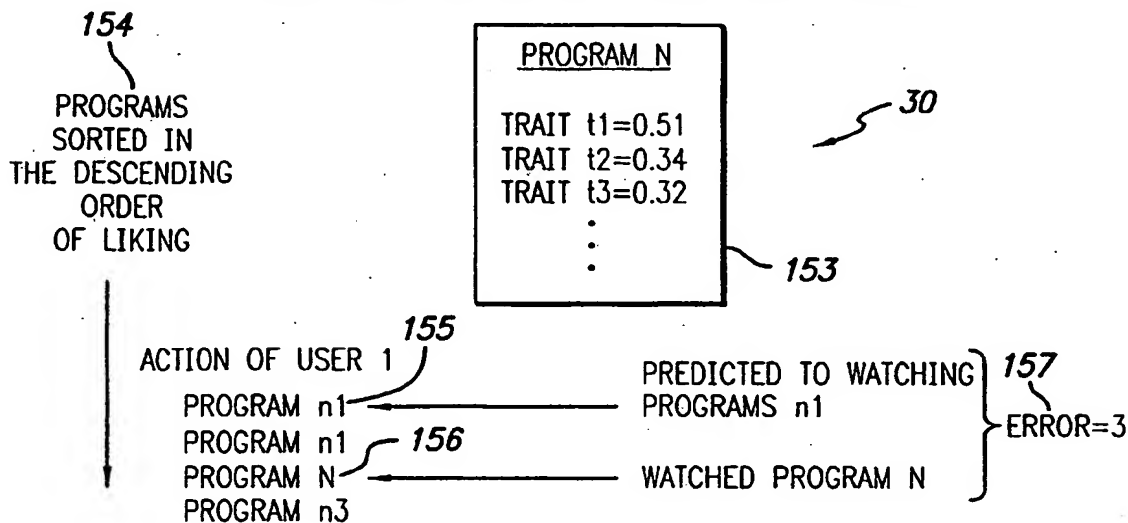 154
PROGRAMS
SORTED IN
THE DESCENDING
ORDER
OF LIKING
PROGRAM N
TRAIT t1=0.51
TRAIT t2=0.34
TRAIT t3=0.32
30
153
ACTION OF USER 1
155
PROGRAM n1
PROGRAM n1
PROGRAM N
156
PROGRAM n3
PREDICTED TO WATCHING
PROGRAMS n1
WATCHED PROGRAM N
157
ERROR=3